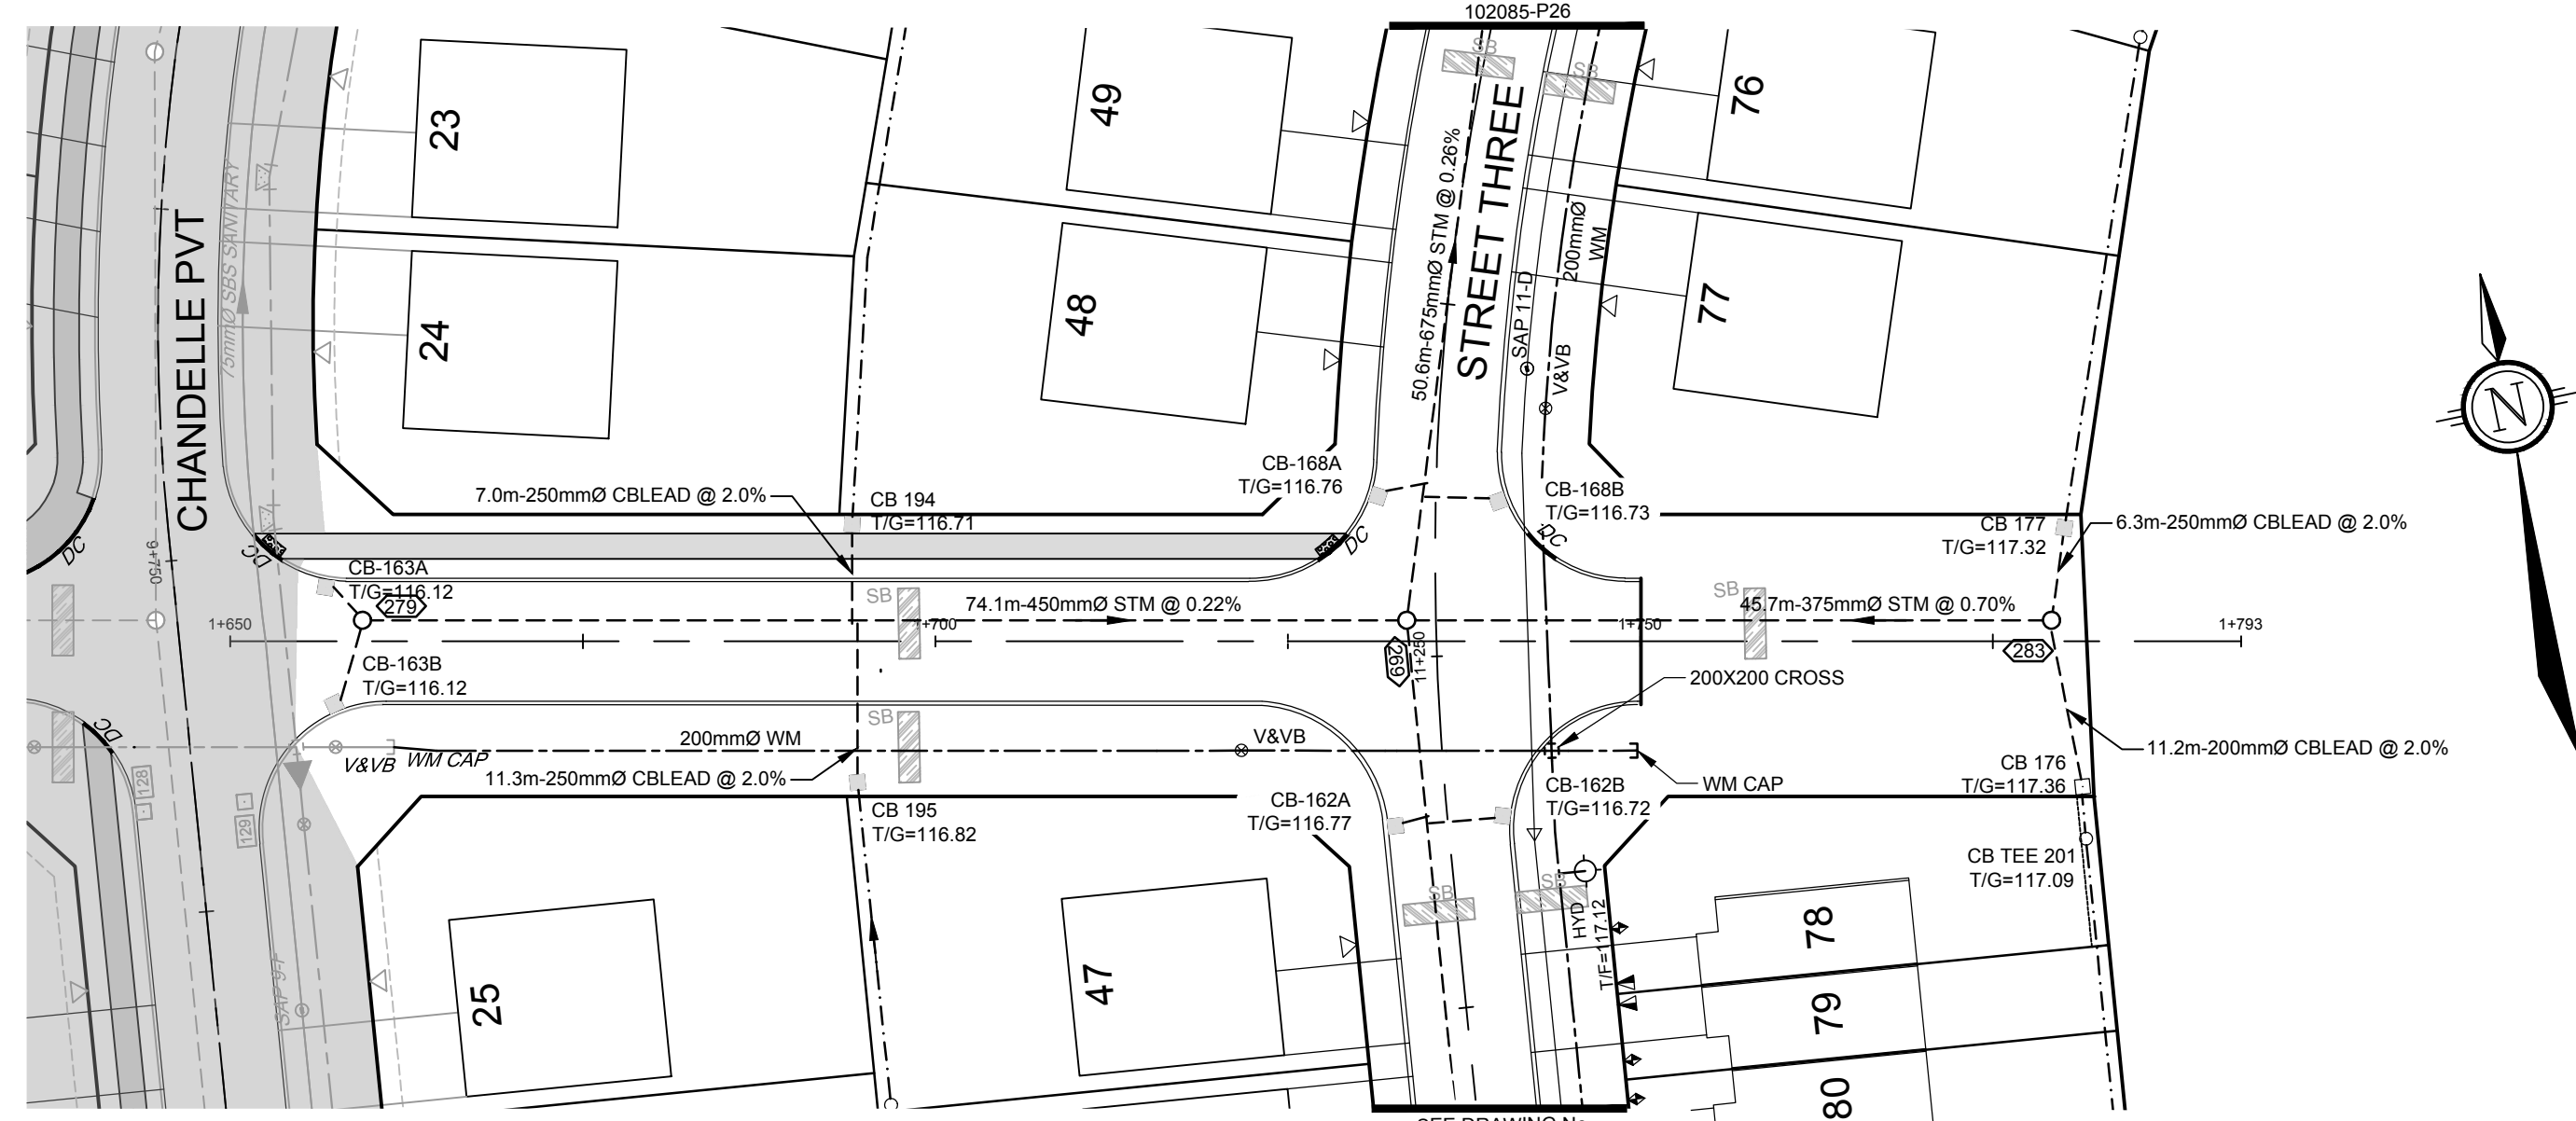 102085-P26
SB
SB
23
49
76
STREET THREE
50.6m-675mmØ STM @ 0.26%
75mmØ SBS SANITARY
CHANDELLE PVT
200mmØ
WM
SAP 11-D
V&VB
24
48
77
N
CB-168A
T/G=116.76
7.0m-250mmØ CBLEAD @ 2.0%
CB 194
T/G=116.71
CB-168B
T/G=116.73
CB 177
T/G=117.32
6.3m-250mmØ CBLEAD @ 2.0%
DC
DC
DC
DC
9+750
CB-163A
T/G=116.12
279
SB
74.1m-450mmØ STM @ 0.22%
SB
45.7m-375mmØ STM @ 0.70%
1+650
1+700
1+750
1+793
269
11+250
283
CB-163B
T/G=116.12
200X200 CROSS
SB
DC
200mmØ WM
V&VB
V&VB
WM CAP
11.3m-250mmØ CBLEAD @ 2.0%
11.2m-200mmØ CBLEAD @ 2.0%
WM CAP
CB 176
T/G=117.36
128
129
CB 195
T/G=116.82
CB-162A
T/G=116.77
CB-162B
T/G=116.72
CB TEE 201
T/G=117.09
SB
SB
HYD
T/F=117.12
SAP 9-F
25
47
78
79
80
SEE DRAWING No